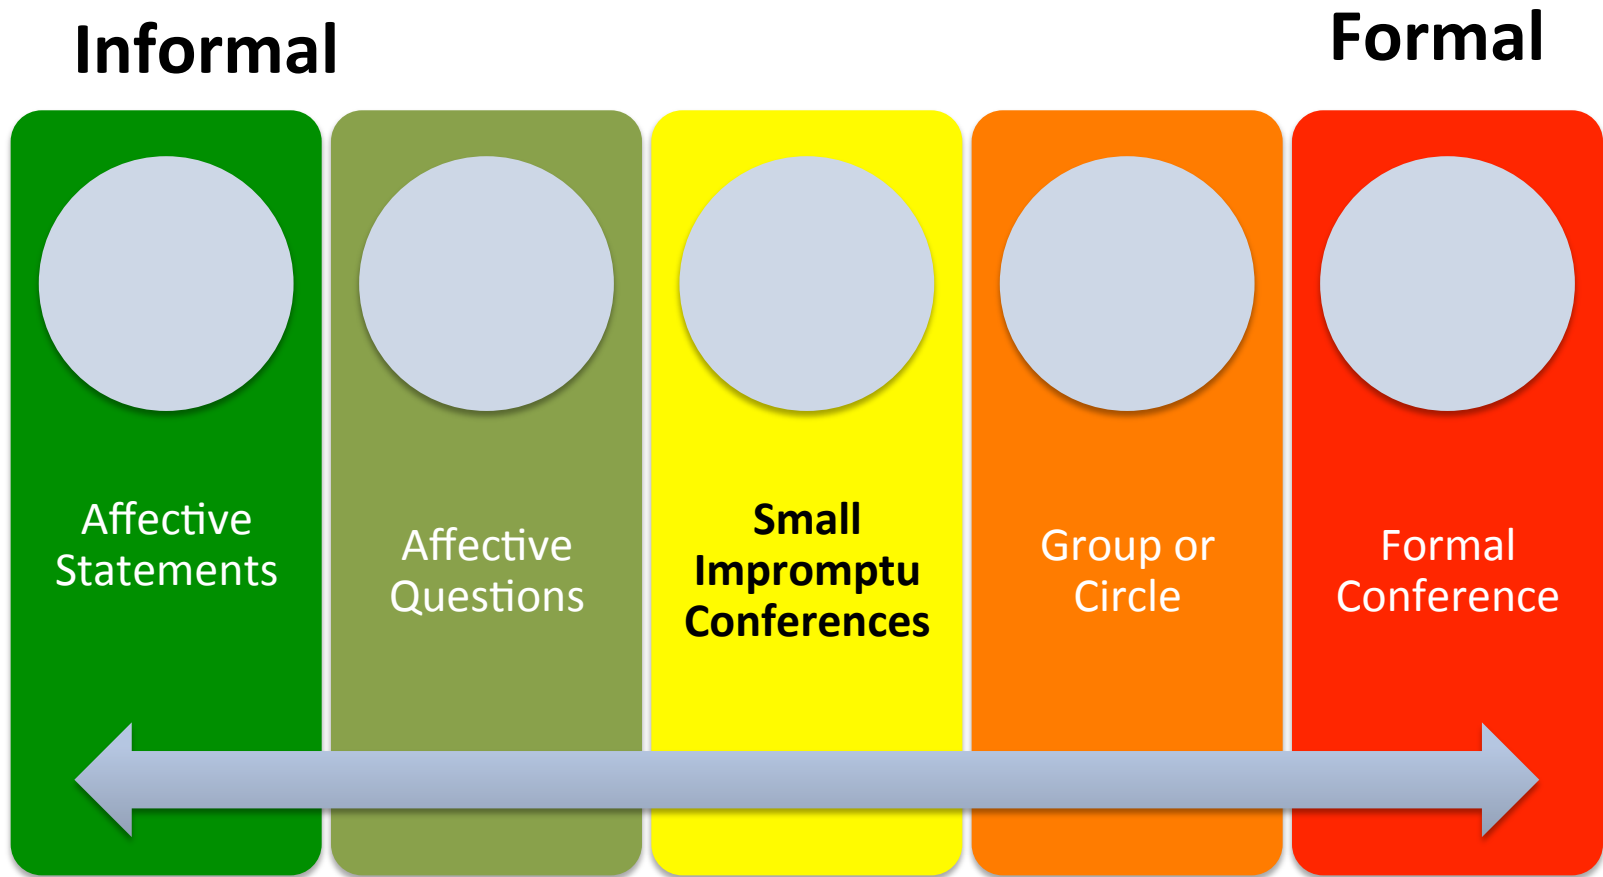 Informal
Formal
Affective
Statements
Affective
Questions
Small
Impromptu
Conferences
Group or
Circle
Formal
Conference